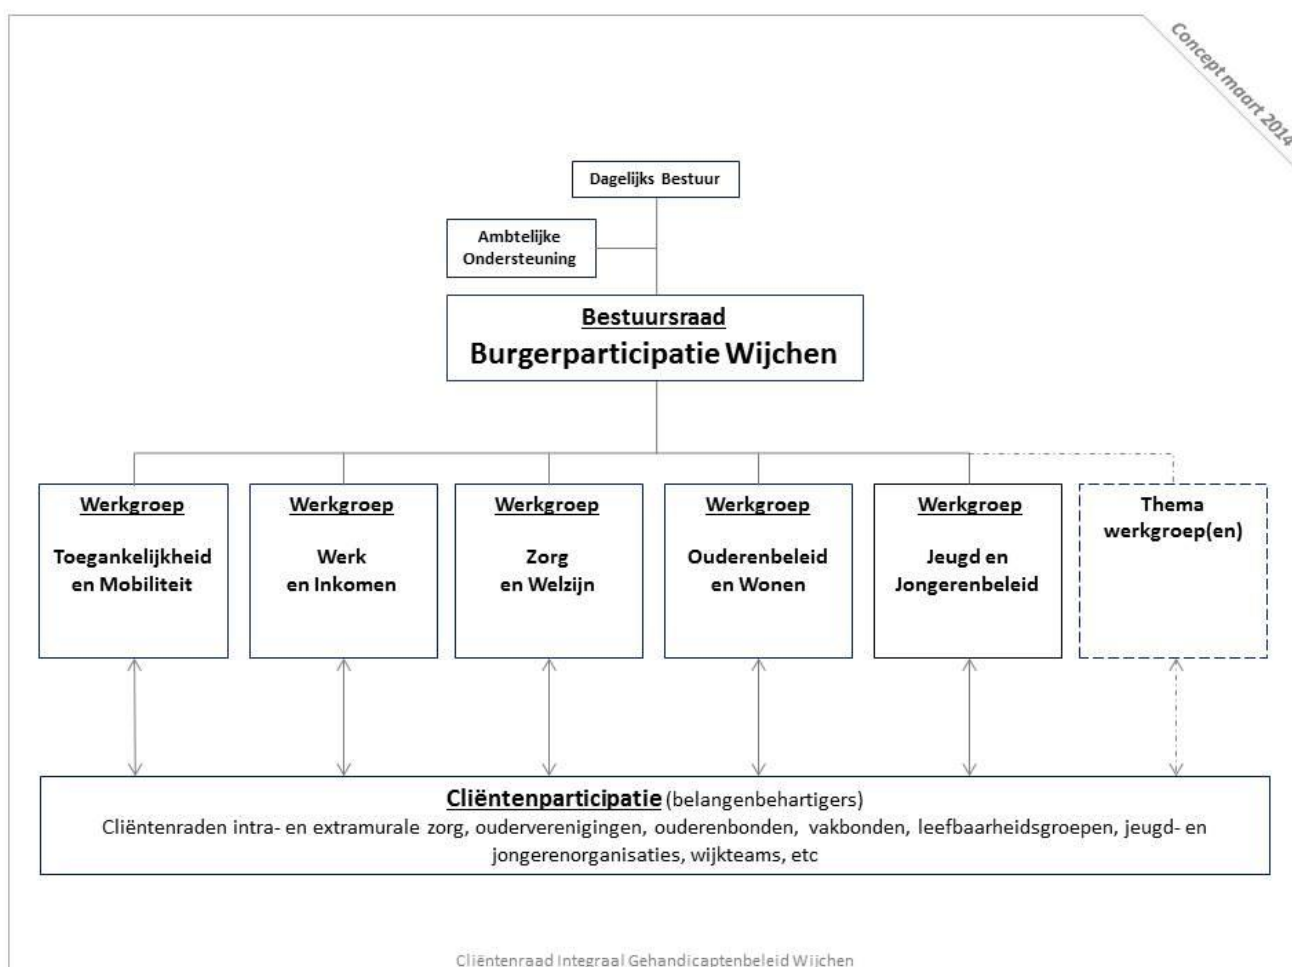 Concept maart 2014
Dagelijks Bestuur
Ambtelijke
Ondersteuning
Bestuursraad
Burgerparticipatie Wijchen
Werkgroep
Toegankelijkheid
en Mobiliteit
Werkgroep
Werk
en Inkomen
Werkgroep
Zorg
en Welzijn
Werkgroep
Ouderenbeleid
en Wonen
Werkgroep
Jeugd en
Jongerenbeleid
Thema
werkgroep(en)
Cliëntenparticipatie (belangenbehartigers)
Cliëntenraden intra- en extramurale zorg, ouderverenigingen, ouderenbonden, vakbonden, leefbaarheidsgroepen, jeugd- en
jongerenorganisaties, wijkteams, etc
Cliëntenraad Integraal Gehandicaptenbeleid Wijchen